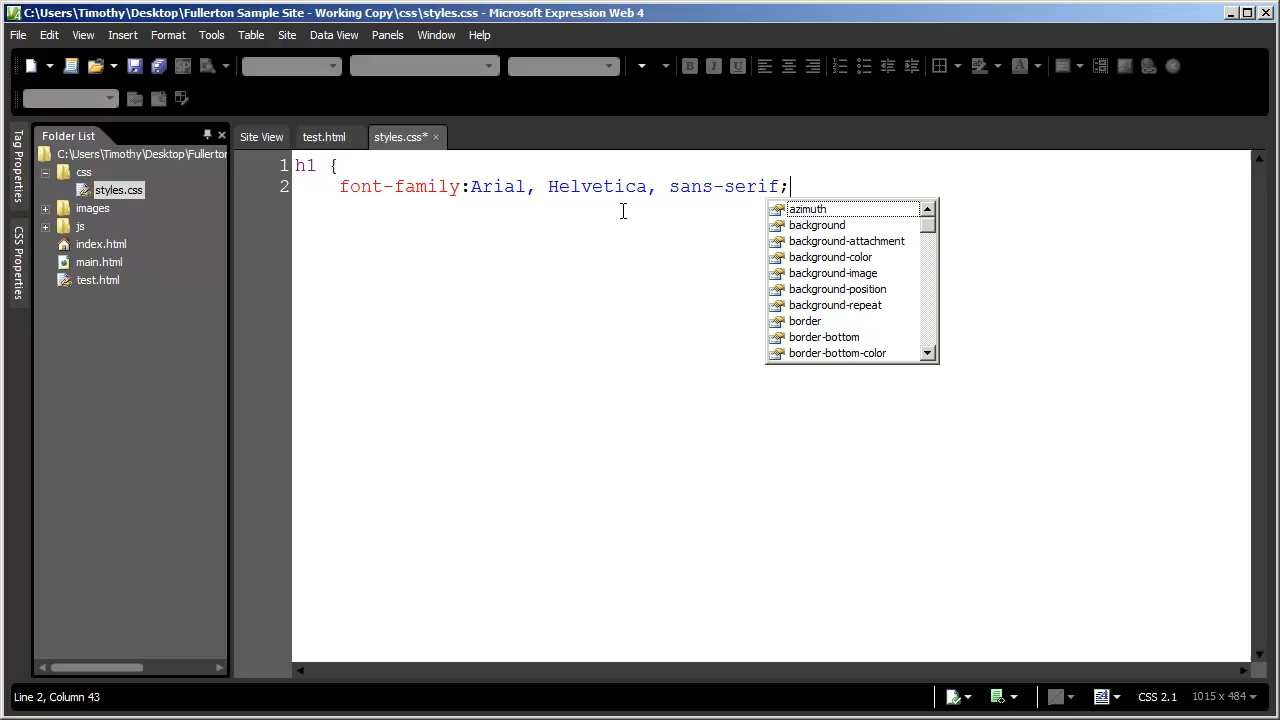 C:\Users\Timothy\Desktop\Fullerton Sample Site - Working Copy\css\styles.css - Microsoft Expression Web 4
File Edit View Insert Format Tools Table Site Data View Panels Window Help
Tag Properties
CSS Properties
Folder List
C:\Users\Timothy\Desktop\Fullerton
css
styles.css
images
js
index.html
main.html
test.html
Site View test.html styles.css*
1 h1 {
2 font-family:Arial, Helvetica, sans-serif;
azimuth
background
background-attachment
background-color
background-image
background-position
background-repeat
border
border-bottom
border-bottom-color
Line 2, Column 43 CSS 2.1 1015 x 484